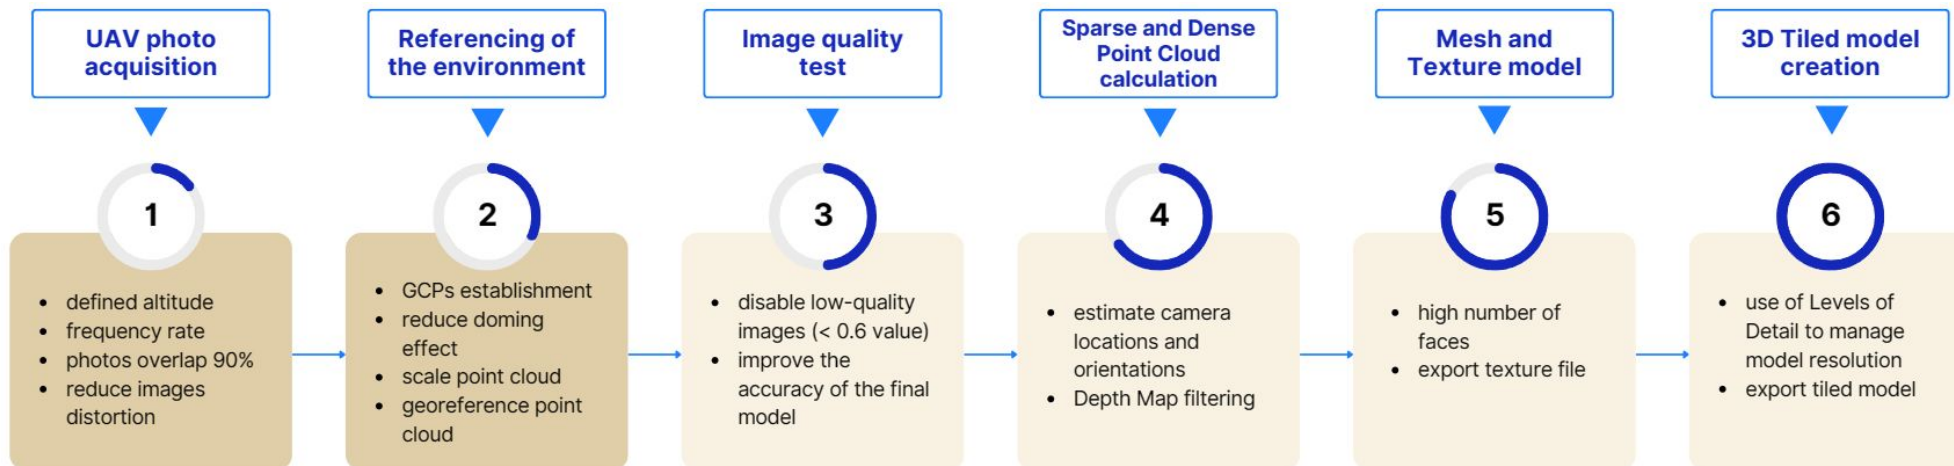 UAV photo
acquisition
1
• defined altitude
• frequency rate
• photos overlap 90%
• reduce images
distortion
Referencing of
the environment
2
• GCPs establishment
• reduce doming
effect
• scale point cloud
• georeference point
cloud
Image quality
test
3
• disable low-quality
images (< 0.6 value)
• improve the
accuracy of the final
model
Sparse and Dense
Point Cloud
calculation
4
• estimate camera
locations and
orientations
• Depth Map filtering
Mesh and
Texture model
5
• high number of
faces
• export texture file
3D Tiled model
creation
6
• use of Levels of
Detail to manage
model resolution
• export tiled model